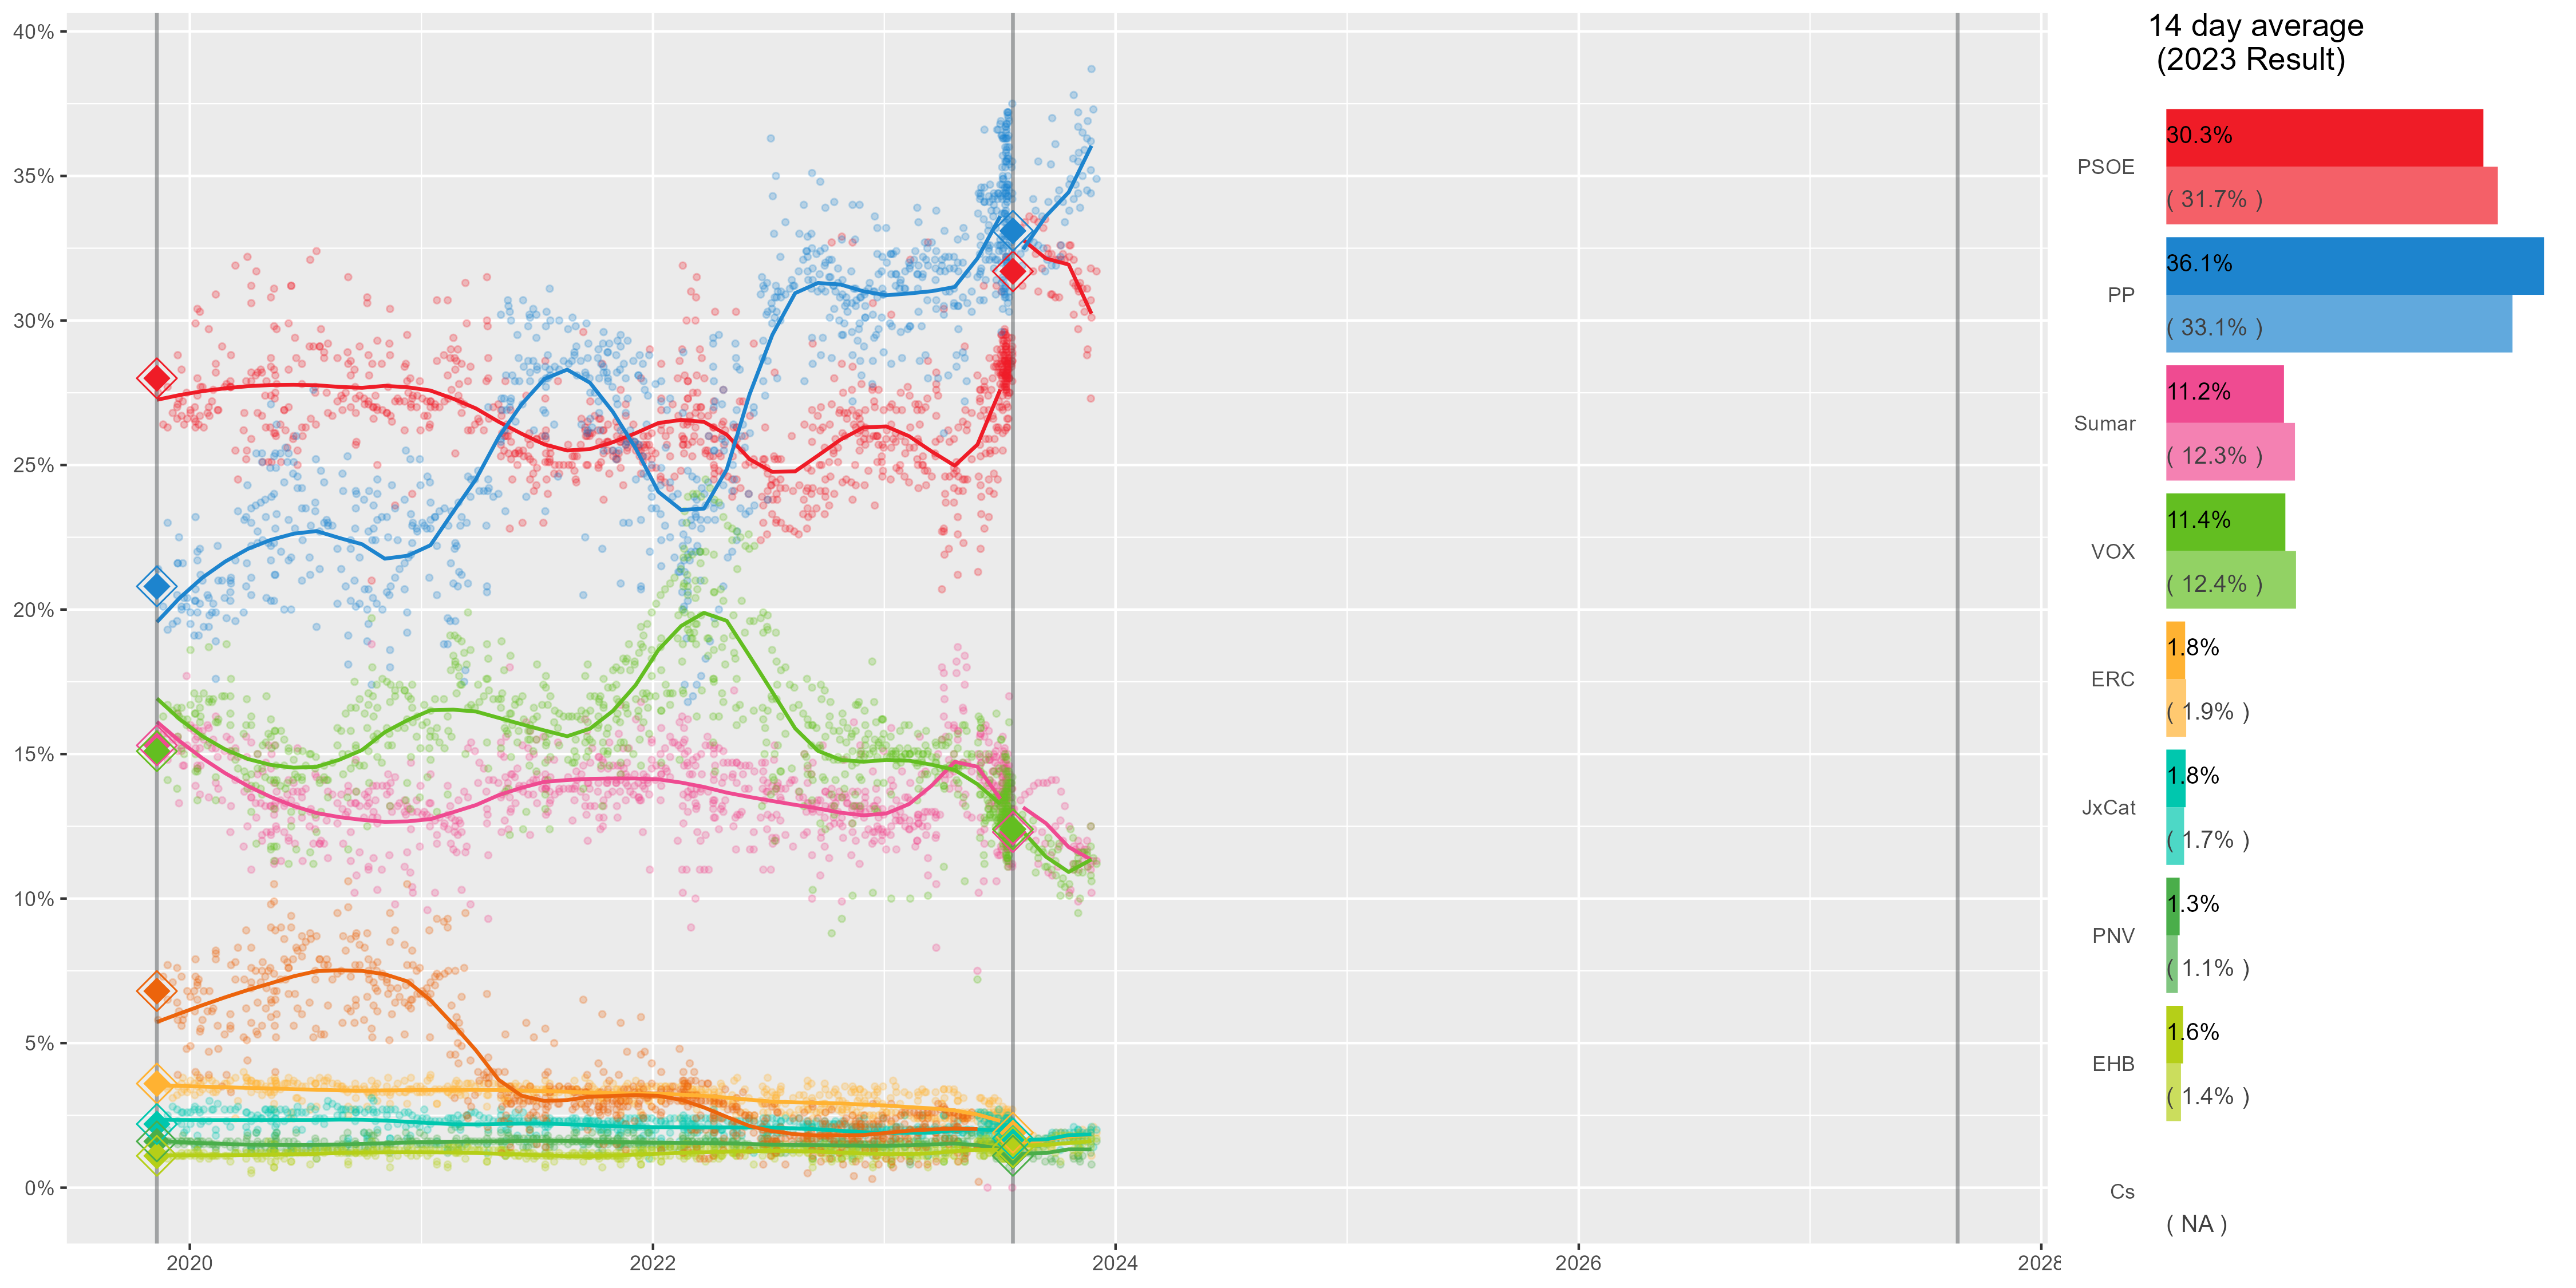 14 day average
(2023 Result)
40%
35%
30%
25%
20%
15%
10%
5%
0%
2020
2022
2024
2026
2028
PSOE
30.3%
( 31.7% )
PP
36.1%
( 33.1% )
Sumar
11.2%
( 12.3% )
VOX
11.4%
( 12.4% )
ERC
1.8%
( 1.9% )
JxCat
1.8%
( 1.7% )
PNV
1.3%
( 1.1% )
EHB
1.6%
( 1.4% )
Cs
( NA )